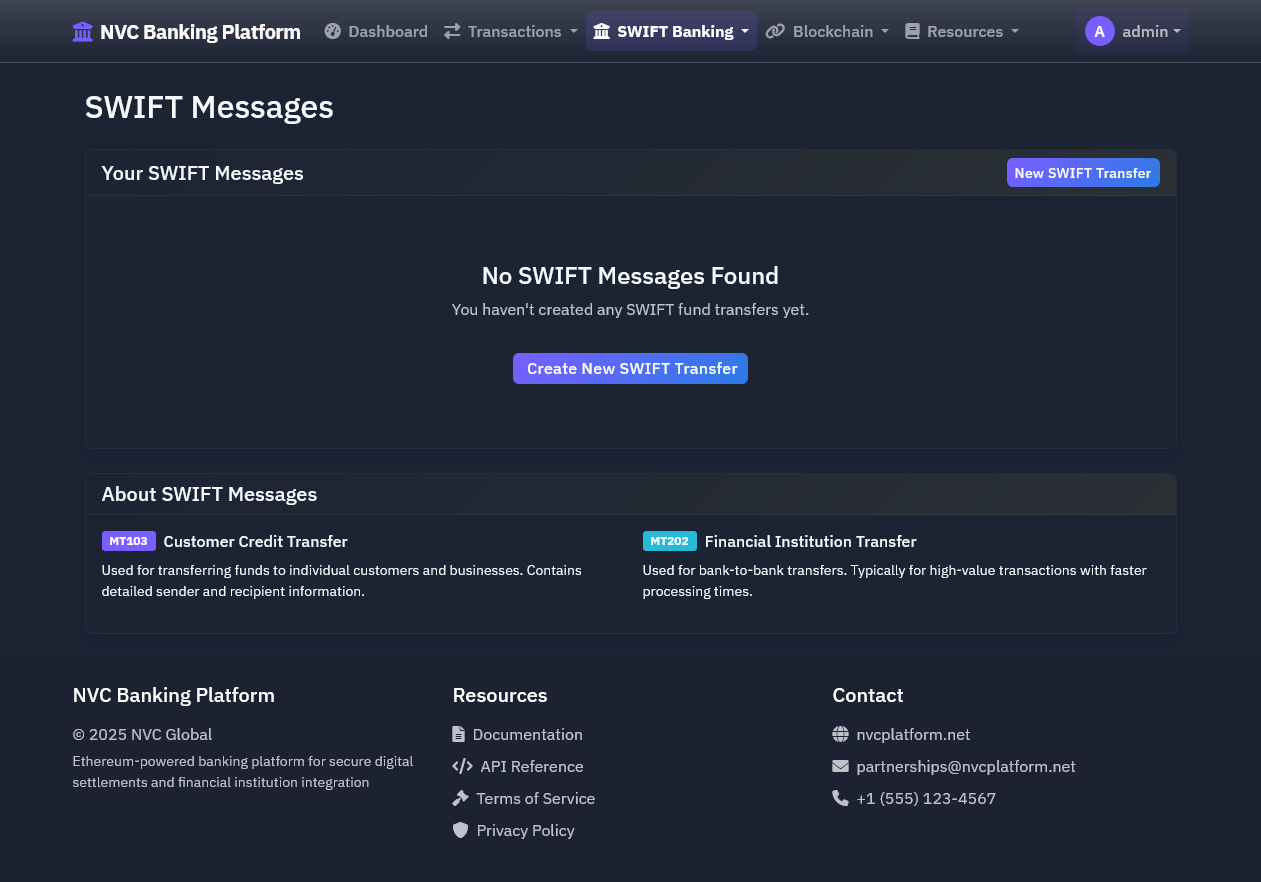 NVC Banking Platform
Dashboard
Transactions
SWIFT Banking
Blockchain
Resources
A
admin
SWIFT Messages
Your SWIFT Messages
New SWIFT Transfer
No SWIFT Messages Found
You haven't created any SWIFT fund transfers yet.
Create New SWIFT Transfer
About SWIFT Messages
MT103 Customer Credit Transfer
Used for transferring funds to individual customers and businesses. Contains
detailed sender and recipient information.
MT202 Financial Institution Transfer
Used for bank-to-bank transfers. Typically for high-value transactions with faster
processing times.
NVC Banking Platform
© 2025 NVC Global
Ethereum-powered banking platform for secure digital
settlements and financial institution integration
Resources
Documentation
API Reference
Terms of Service
Privacy Policy
Contact
nvcplatform.net
partnerships@nvcplatform.net
+1 (555) 123-4567